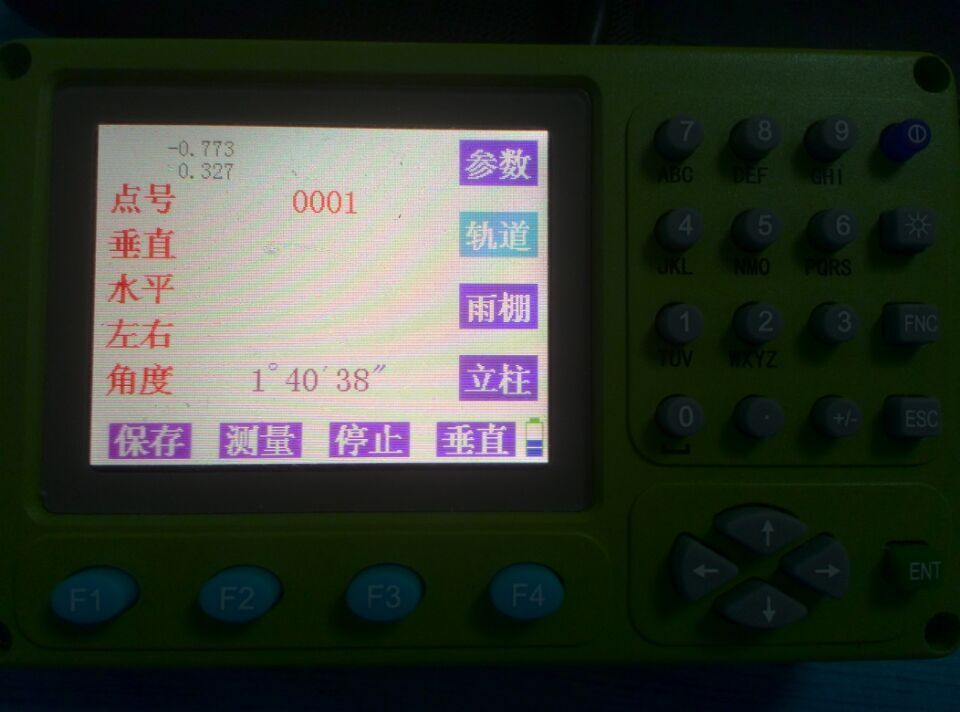 -0.773
0.327
点号 0001
垂直
水平
左右
角度 1°40′38″
参数
轨道
雨棚
立柱
保存 测量 停止 垂直
7 8 9
ABC DEF GHI
4 5 6
JKL NMO PQRS
1 2 3 FNC
TUV WXYZ
0 . +/- ESC
ENT
F1 F2 F3 F4